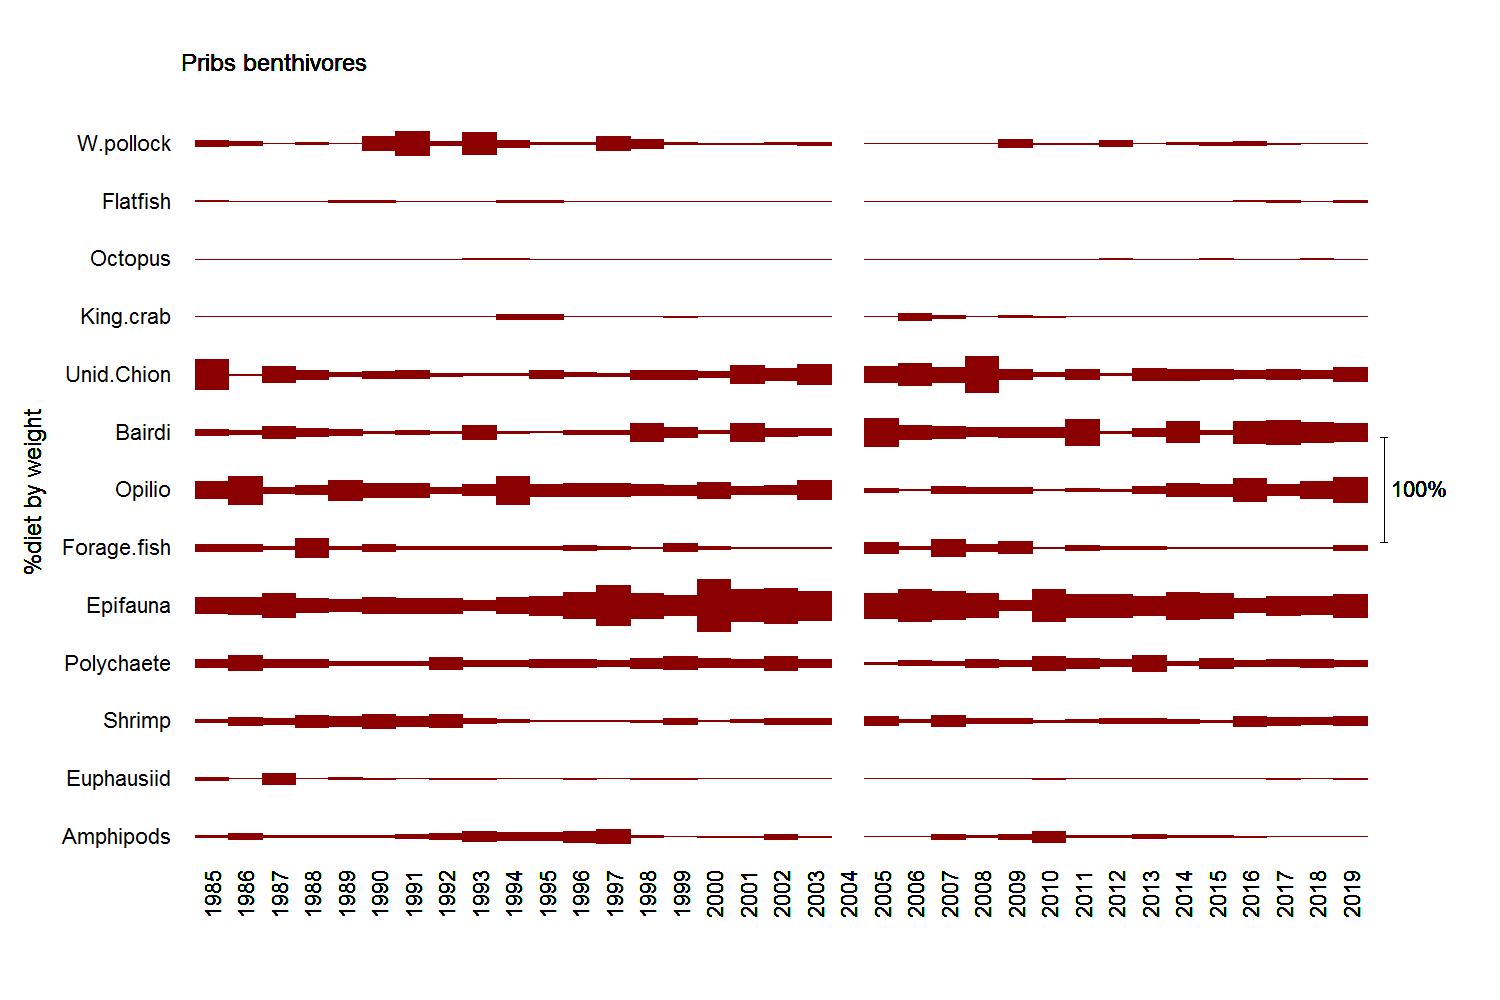 Pribs benthivores
W.pollock
Flatfish
Octopus
King.crab
Unid.Chion
Bairdi
Opilio
Forage.fish
Epifauna
Polychaete
Shrimp
Euphausiid
Amphipods
%diet by weight
100%
1985 1986 1987 1988 1989 1990 1991 1992 1993 1994 1995 1996 1997 1998 1999 2000 2001 2002 2003 2004 2005 2006 2007 2008 2009 2010 2011 2012 2013 2014 2015 2016 2017 2018 2019